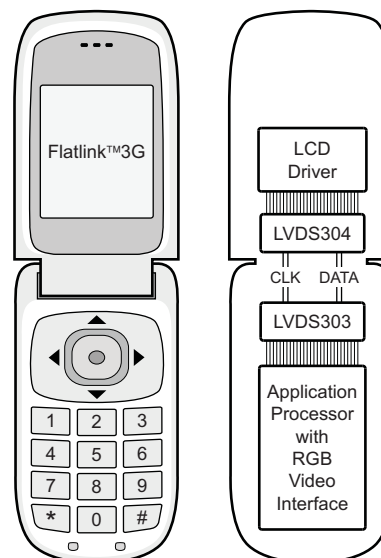 Flatlink™3G
1 2 3
4 5 6
7 8 9
* 0 #
LCD
Driver
LVDS304
CLK DATA
LVDS303
Application
Processor
with
RGB
Video
Interface